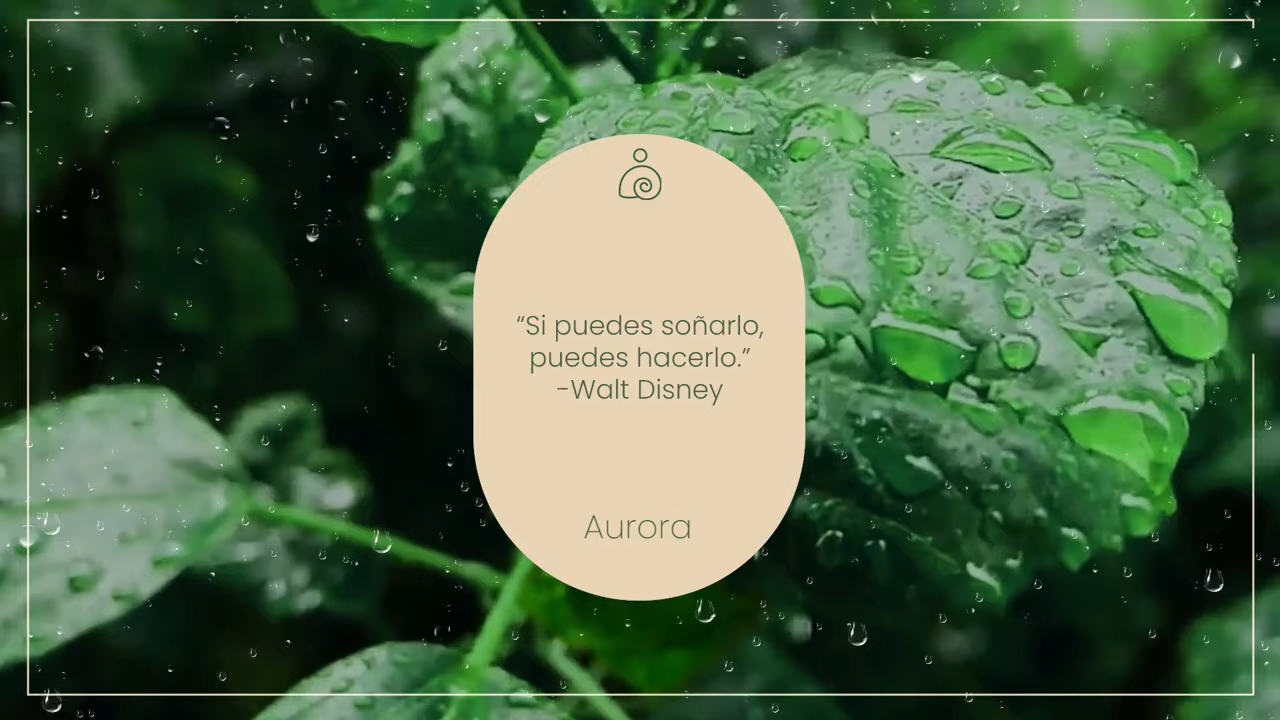 “Si puedes soñarlo,
puedes hacerlo.”
-Walt Disney
Aurora